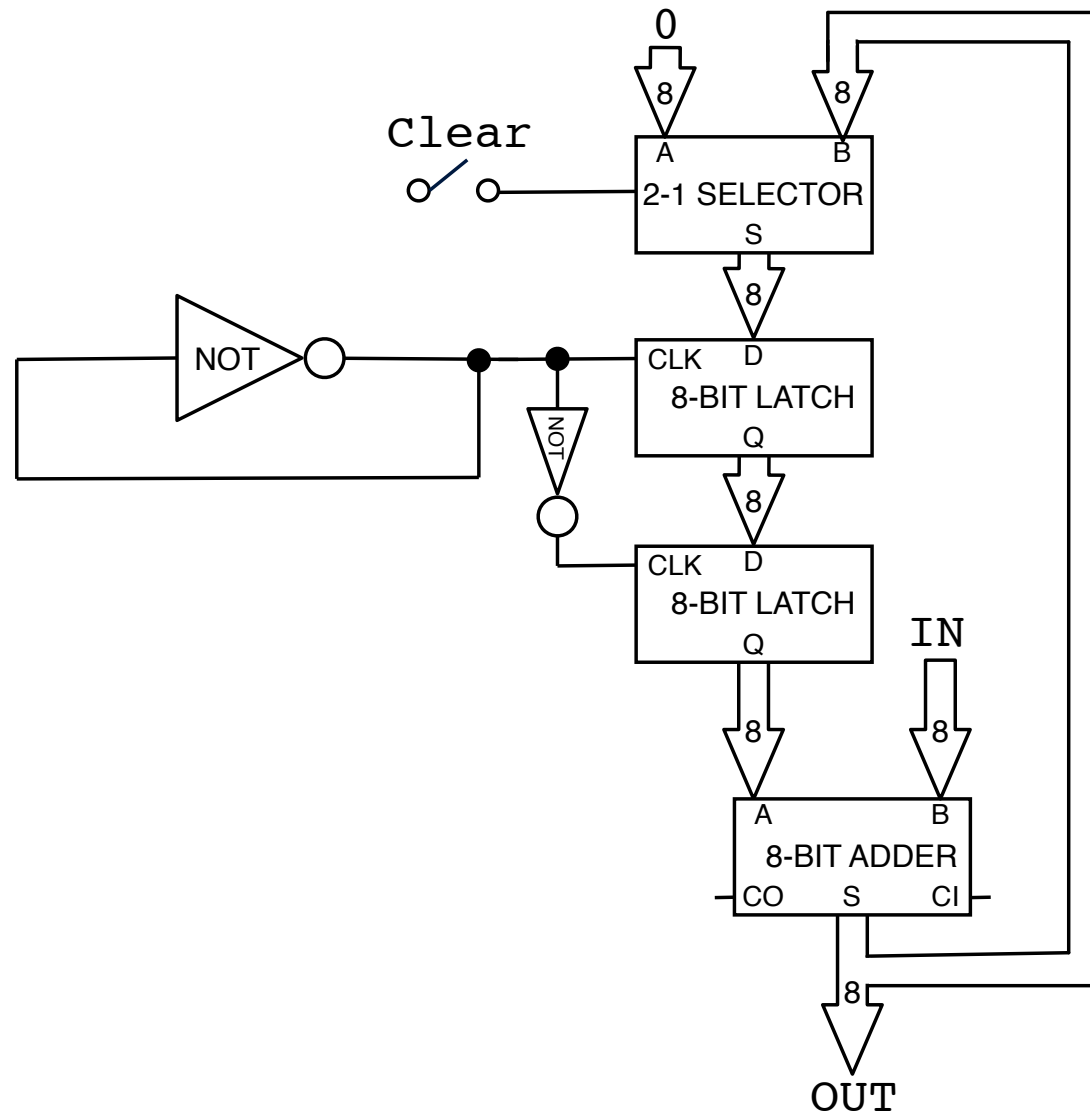 0
8
8
Clear
A
B
2-1 SELECTOR
S
8
NOT
CLK
D
8-BIT LATCH
Q
NOT
8
CLK
D
8-BIT LATCH
Q
IN
8
8
A
B
8-BIT ADDER
CO
S
CI
8
OUT